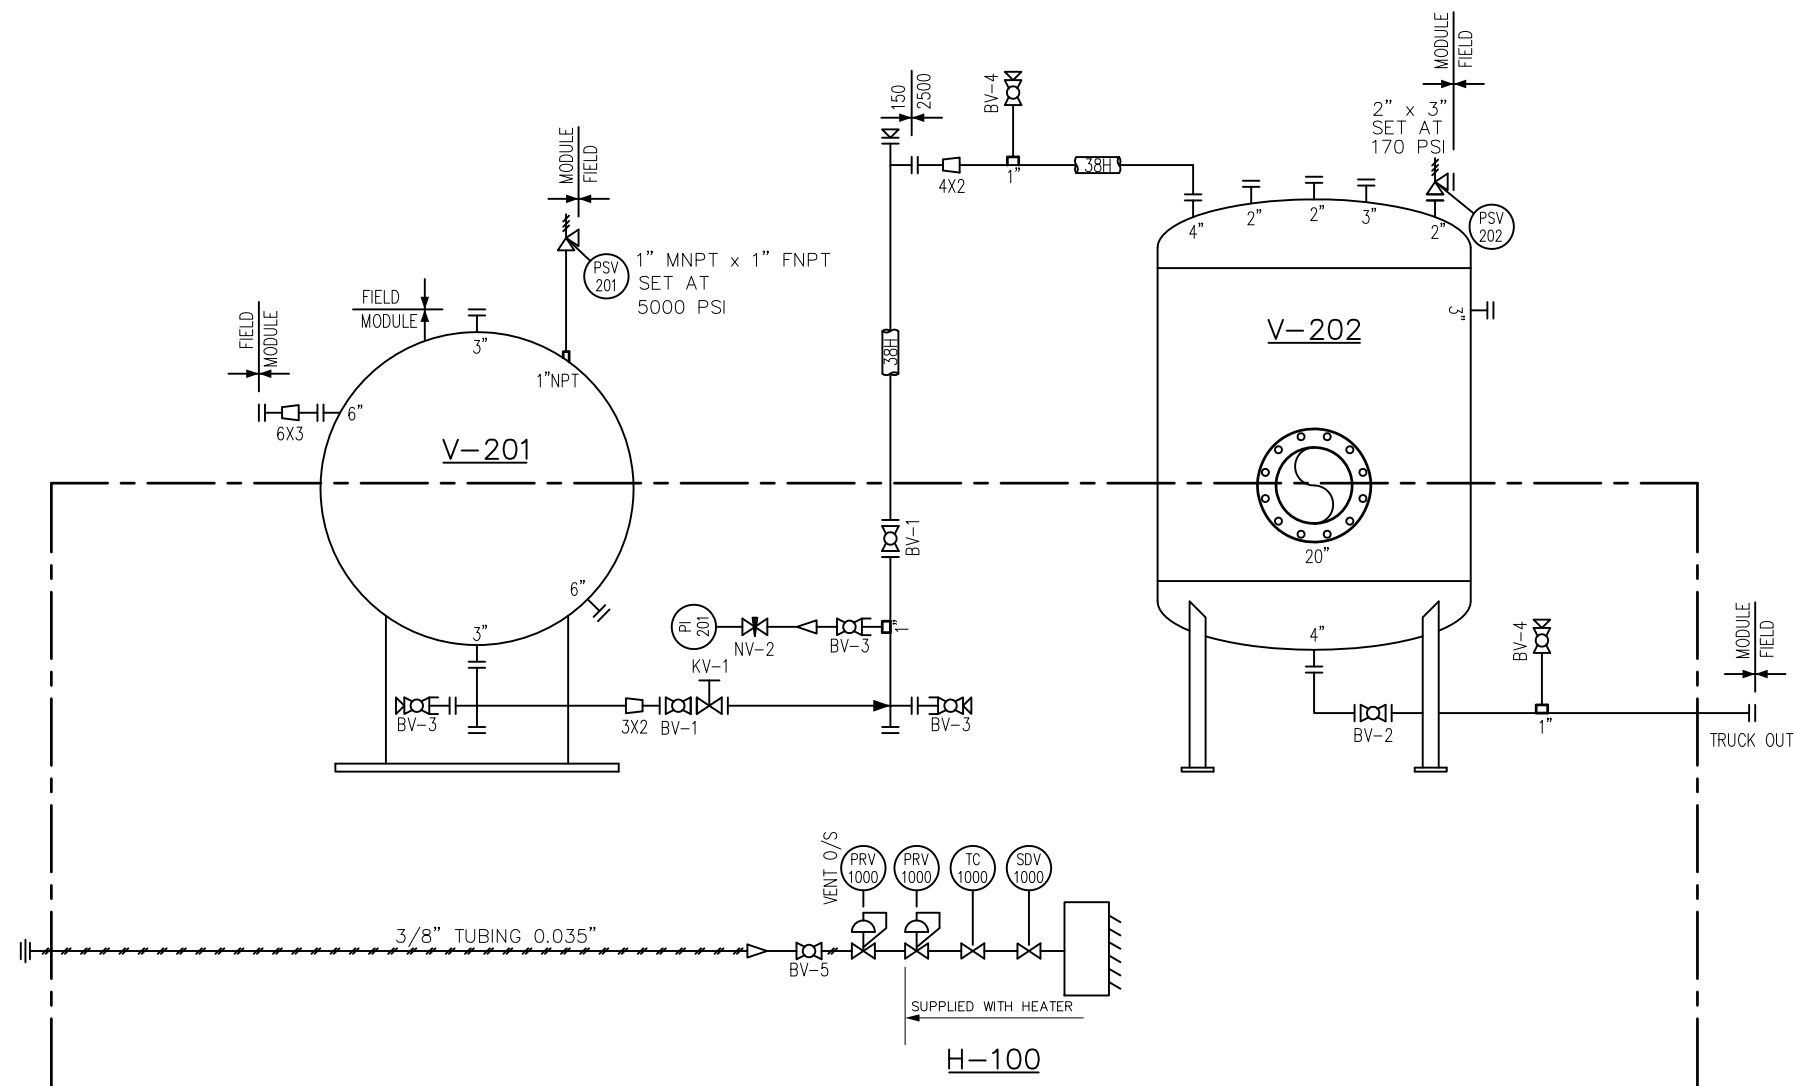 MODULE
FIELD
2" x 3"
SET AT
170 PSI
PSV
202
150
2500
BV-4
4X2
1"
38H
4"
2"
2"
3"
2"
3"
V-202
20"
4"
MODULE
FIELD
PSV
201
1" MNPT x 1" FNPT
SET AT
5000 PSI
FIELD
MODULE
FIELD
MODULE
3"
1"NPT
6"
6X3
V-201
38H
BV-1
6"
3"
PI
201
NV-2
BV-3
1"
KV-1
BV-3
3X2
BV-1
BV-3
BV-4
MODULE
FIELD
BV-2
1"
TRUCK OUT
VENT O/S
PRV
1000
PRV
1000
TC
1000
SDV
1000
3/8" TUBING 0.035"
BV-5
SUPPLIED WITH HEATER
H-100